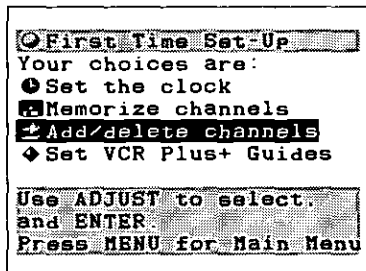 First Time Set-Up
Your choices are:
Set the clock
Memorize channels
Add/delete channels
Set VCR Plus+ Guides
Use ADJUST to select.
and ENTER.
Press MENU for Main Menu